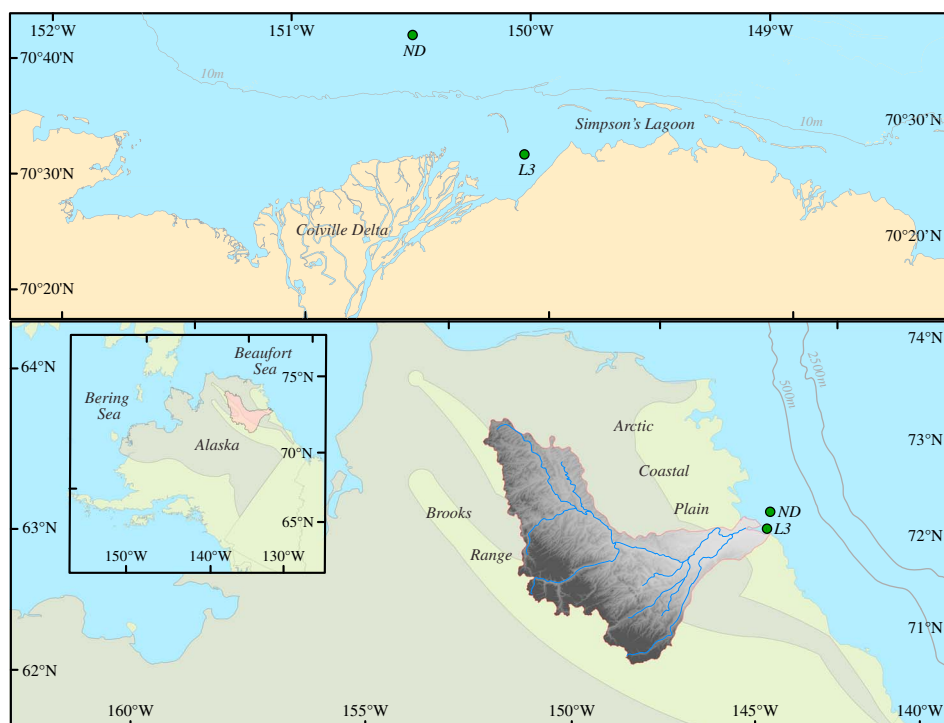 152°W
151°W
150°W
149°W
70°40'N
ND
10m
70°30'N
Simpson's Lagoon
10m
L3
70°30'N
Colville Delta
70°20'N
70°20'N
74°N
64°N
Beaufort
Sea
75°N
2500m
500m
Bering
Sea
Arctic
73°N
Alaska
70°N
Coastal
Plain
ND
Brooks
65°N
63°N
L3
72°N
Range
150°W
140°W
130°W
71°N
62°N
160°W
155°W
150°W
145°W
140°W